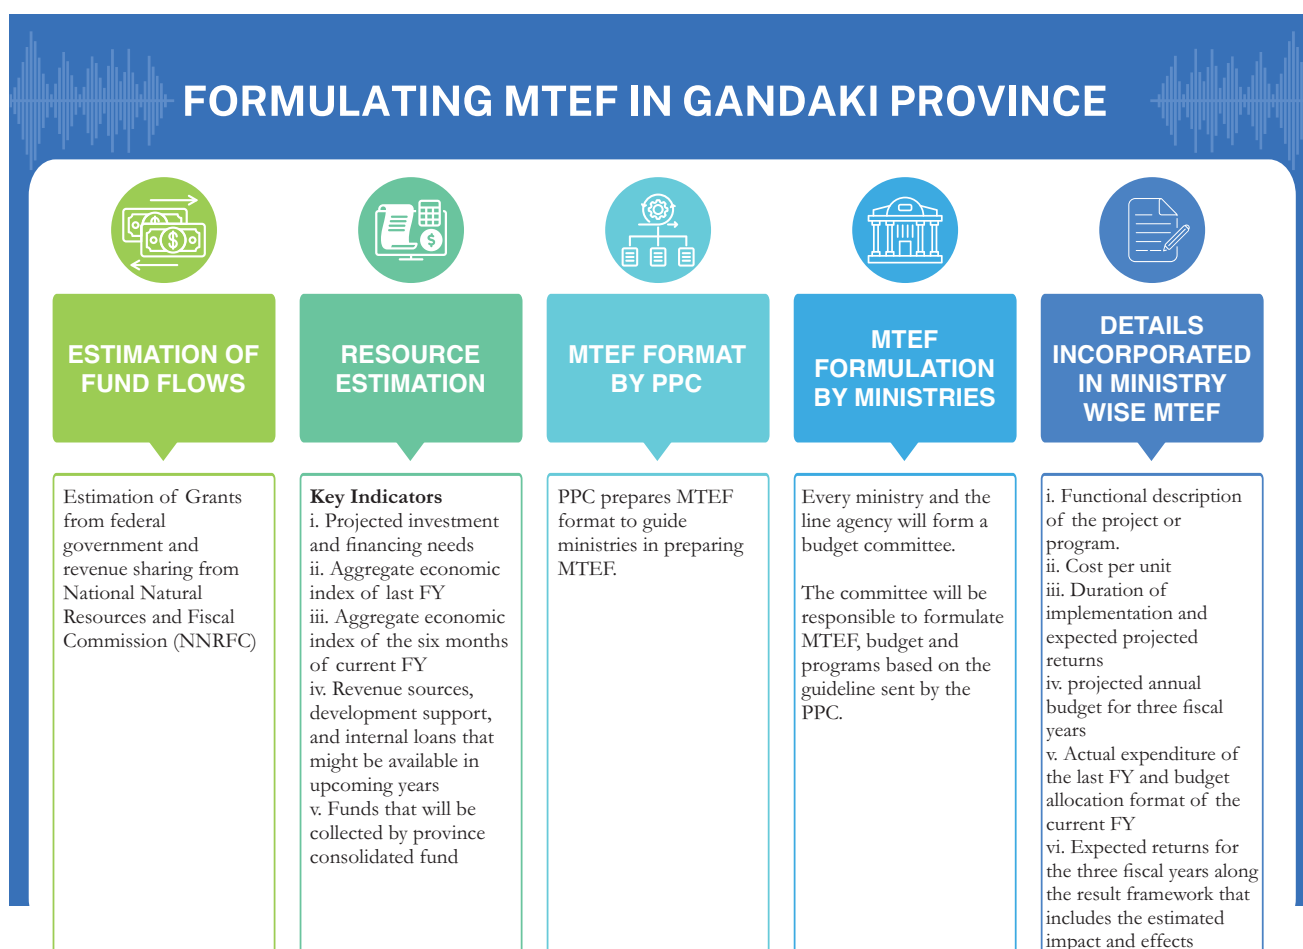 FORMULATING MTEF IN GANDAKI PROVINCE
ESTIMATION OF
FUND FLOWS
Estimation of Grants
from federal
government and
revenue sharing from
National Natural
Resources and Fiscal
Commission (NNRFC)
RESOURCE
ESTIMATION
Key Indicators
i. Projected investment
and financing needs
ii. Aggregate economic
index of last FY
iii. Aggregate economic
index of the six months
of current FY
iv. Revenue sources,
development support,
and internal loans that
might be available in
upcoming years
v. Funds that will be
collected by province
consolidated fund
MTEF FORMAT
BY PPC
PPC prepares MTEF
format to guide
ministries in preparing
MTEF.
MTEF
FORMULATION
BY MINISTRIES
Every ministry and the
line agency will form a
budget committee.
The committee will be
responsible to formulate
MTEF, budget and
programs based on the
guideline sent by the
PPC.
DETAILS
INCORPORATED
IN MINISTRY
WISE MTEF
i. Functional description
of the project or
program.
ii. Cost per unit
iii. Duration of
implementation and
expected projected
returns
iv. projected annual
budget for three fiscal
years
v. Actual expenditure of
the last FY and budget
allocation format of the
current FY
vi. Expected returns for
the three fiscal years along
the result framework that
includes the estimated
impact and effects